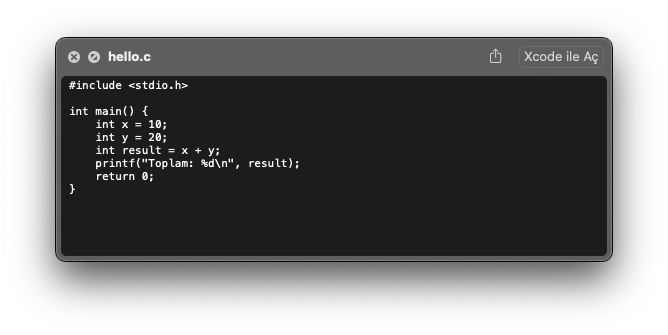 hello.c
Xcode ile Aç
#include <stdio.h>

int main() {
    int x = 10;
    int y = 20;
    int result = x + y;
    printf("Toplam: %d\n", result);
    return 0;
}